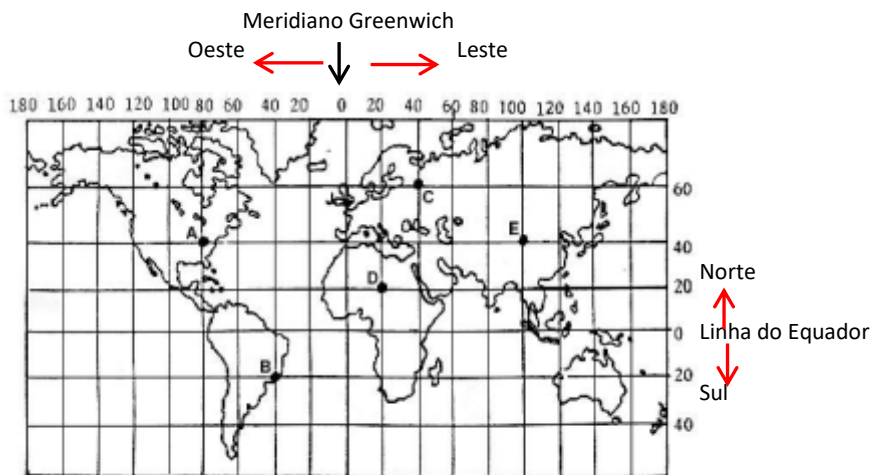 Meridiano Greenwich
Oeste
Leste
180 160 140 120 100 80 60 40 20 0 20 40 60 80 100 120 140 160 180
C
60
A
E
40
Norte
D
20
0
Linha do Equador
B
20
Sul
40